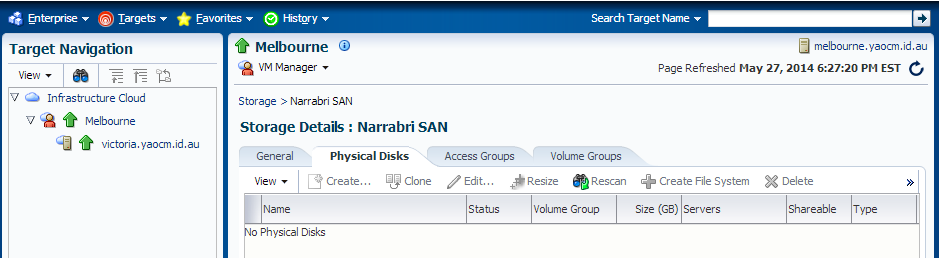 Enterprise Targets Favorites History Search Target Name
Target Navigation
View
Infrastructure Cloud
Melbourne
victoria.yaocm.id.au
Melbourne
melbourne.yaocm.id.au
VM Manager
Page Refreshed May 27, 2014 6:27:20 PM EST
Storage > Narrabri SAN
Storage Details : Narrabri SAN
General Physical Disks Access Groups Volume Groups
View Create... Clone Edit... Resize Rescan Create File System Delete »
Name Status Volume Group Size (GB) Servers Shareable Type
No Physical Disks